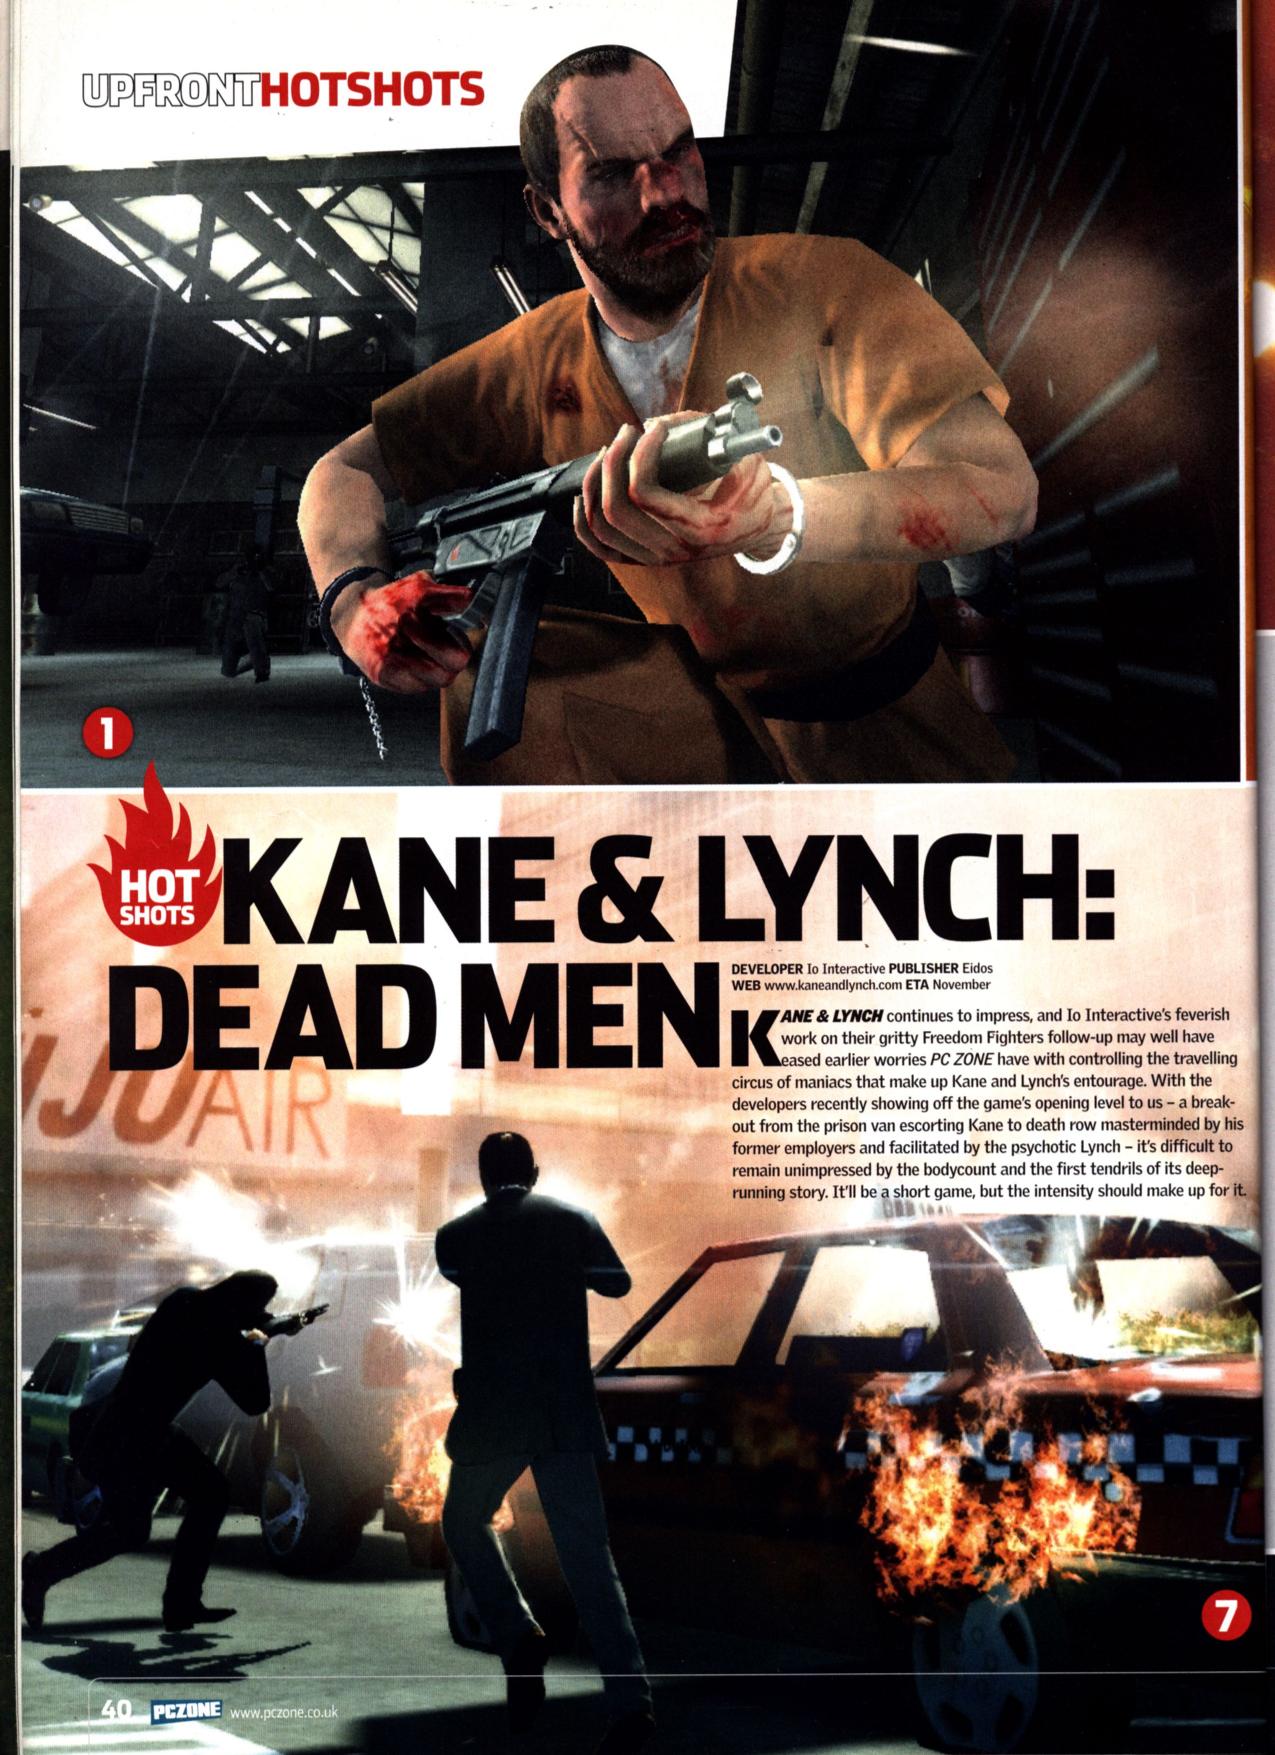 UPFRONTHOTSHOTS
1
HOT
SHOTS
KANE & LYNCH:
DEAD MEN
DEVELOPER Io Interactive PUBLISHER Eidos
WEB www.kaneandlynch.com ETA November
KANE & LYNCH continues to impress, and Io Interactive's feverish
work on their gritty Freedom Fighters follow-up may well have
eased earlier worries PC ZONE have with controlling the travelling
circus of maniacs that make up Kane and Lynch's entourage. With the
developers recently showing off the game's opening level to us – a break-
out from the prison van escorting Kane to death row masterminded by his
former employers and facilitated by the psychotic Lynch – it's difficult to
remain unimpressed by the bodycount and the first tendrils of its deep-
running story. It'll be a short game, but the intensity should make up for it.
AIR
7
40 PCZONE www.pczone.co.uk